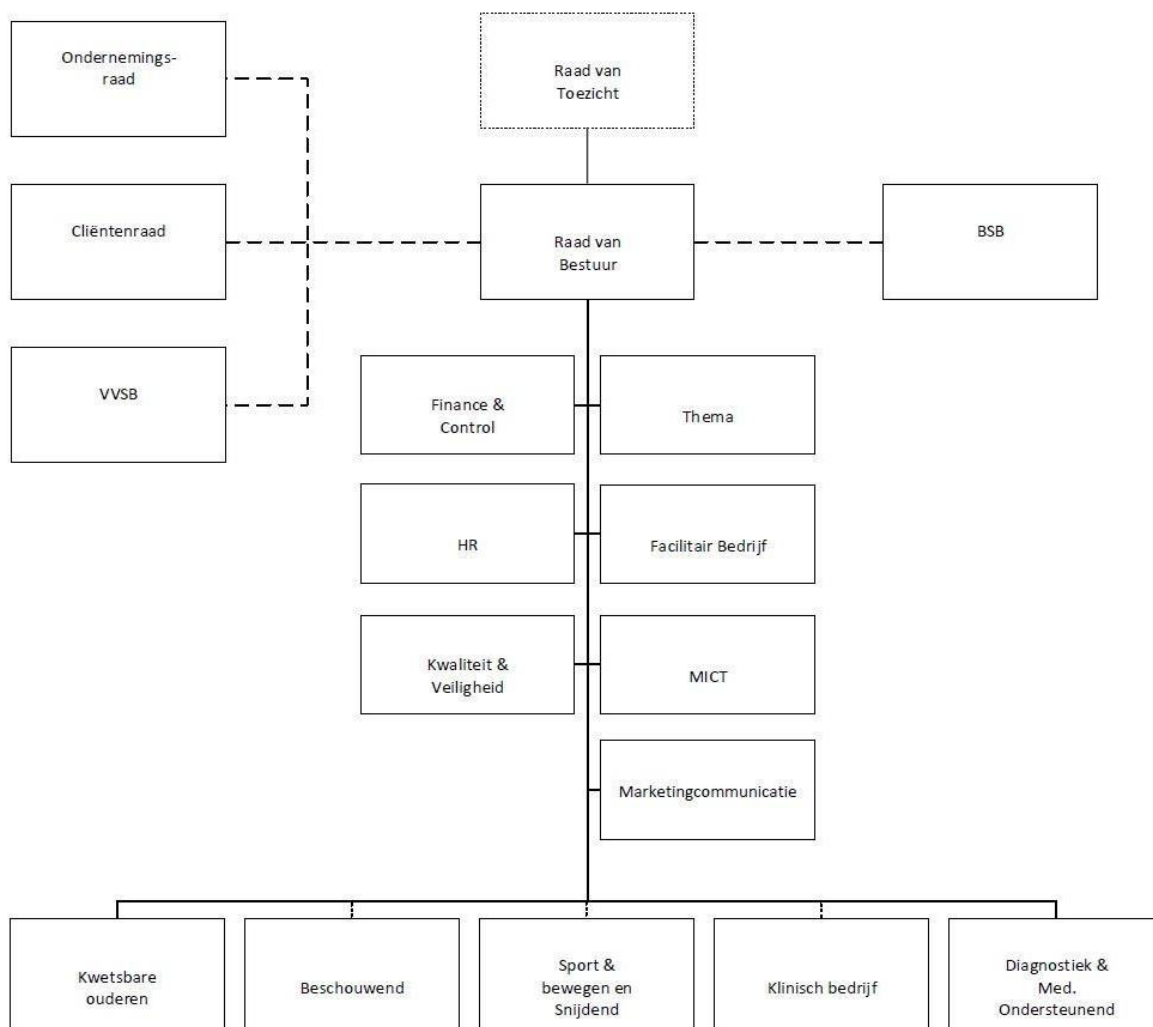 Ondernemings-
raad
Raad van
Toezicht
Cliëntenraad
Raad van
Bestuur
BSB
VVSB
Finance &
Control
Thema
HR
Facilitair Bedrijf
Kwaliteit &
Veiligheid
MICT
Marketingcommunicatie
Kwetsbare
ouderen
Beschouwend
Sport &
bewegen en
Snijdend
Klinisch bedrijf
Diagnostiek &
Med.
Ondersteunend